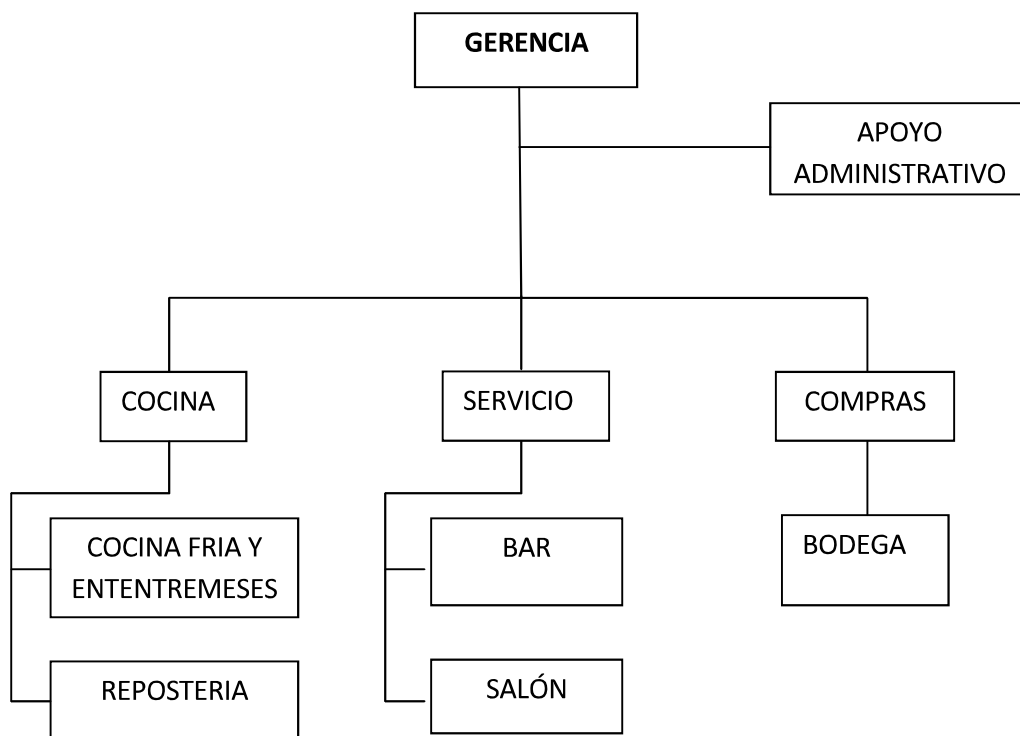 GERENCIA
APOYO
ADMINISTRATIVO
COCINA
SERVICIO
COMPRAS
COCINA FRIA Y
ENTENTREMESES
BAR
BODEGA
REPOSTERIA
SALÓN